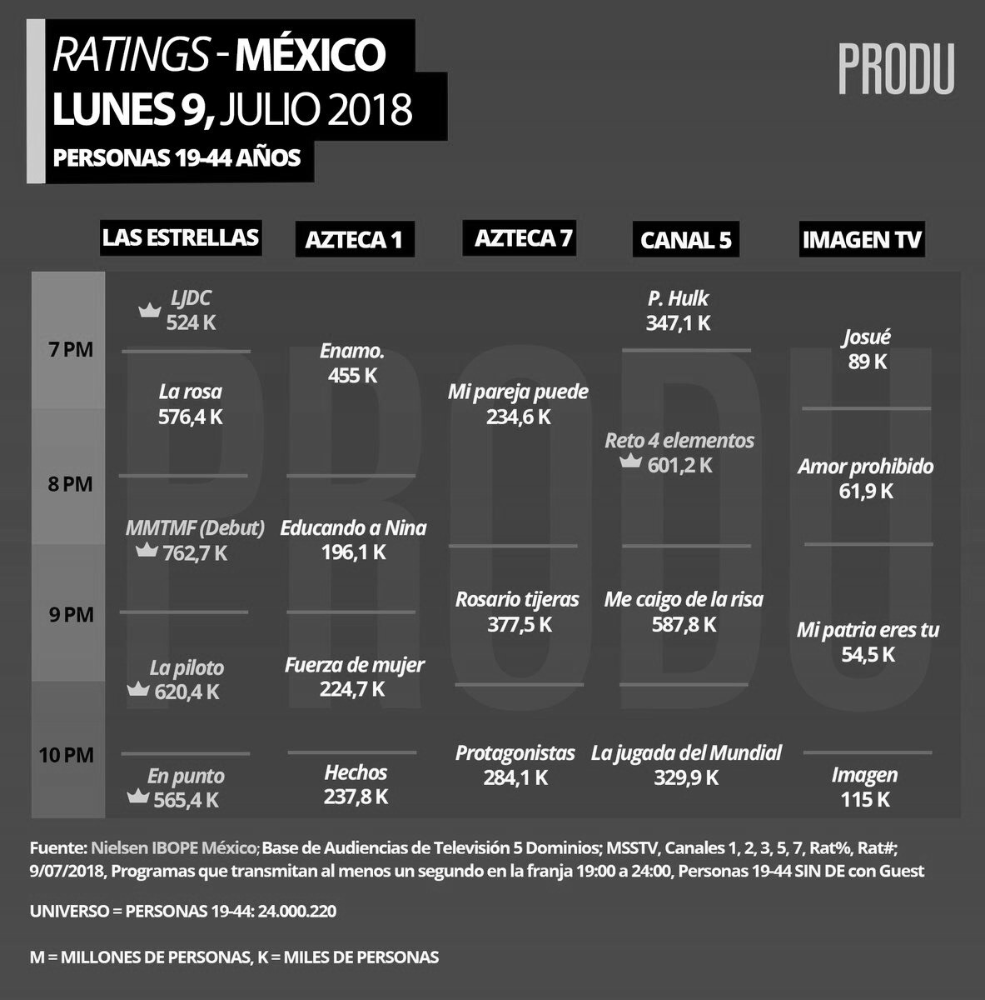 RATINGS - MÉXICO
LUNES 9, JULIO 2018
PERSONAS 19-44 AÑOS
PRODU
LAS ESTRELLAS
AZTECA 1
AZTECA 7
CANAL 5
IMAGEN TV
7 PM
8 PM
9 PM
10 PM
LJDC
524 K
La rosa
576,4 K
MMTMF (Debut)
762,7 K
La piloto
620,4 K
En punto
565,4 K
Enamo.
455 K
Educando a Nina
196,1 K
Fuerza de mujer
224,7 K
Hechos
237,8 K
Mi pareja puede
234,6 K
Rosario tijeras
377,5 K
Protagonistas
284,1 K
P. Hulk
347,1 K
Reto 4 elementos
601,2 K
Me caigo de la risa
587,8 K
La jugada del Mundial
329,9 K
Josué
89 K
Amor prohibido
61,9 K
Mi patria eres tu
54,5 K
Imagen
115 K
PRODU
Fuente: Nielsen IBOPE México; Base de Audiencias de Televisión 5 Dominios; MSSTV, Canales 1, 2, 3, 5, 7, Rat%, Rat#;
9/07/2018, Programas que transmitan al menos un segundo en la franja 19:00 a 24:00, Personas 19-44 SIN DE con Guest
UNIVERSO = PERSONAS 19-44: 24.000.220
M = MILLONES DE PERSONAS, K = MILES DE PERSONAS